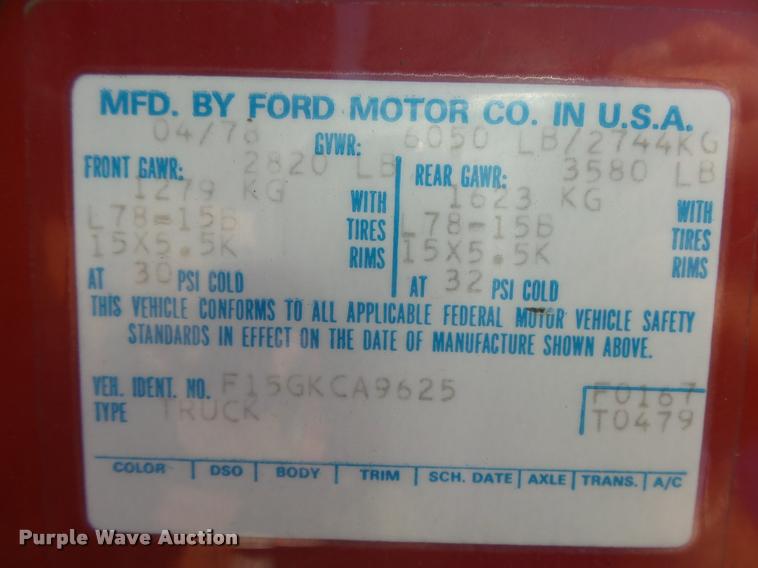 MFD. BY FORD MOTOR CO. IN U.S.A.
04/78 GVWR: 6050 LB/2744KG
FRONT GAWR: 2820 LB REAR GAWR: 3580 LB
1279 KG WITH 1623 KG WITH
L78-15B TIRES L78-15B TIRES
15X5.5K RIMS 15X5.5K RIMS
AT 30 PSI COLD AT 32 PSI COLD
THIS VEHICLE CONFORMS TO ALL APPLICABLE FEDERAL MOTOR VEHICLE SAFETY
STANDARDS IN EFFECT ON THE DATE OF MANUFACTURE SHOWN ABOVE.
VEH. IDENT. NO. F15GKCA9625 F0167
TYPE TRUCK T0479
COLOR DSO BODY TRIM SCH. DATE AXLE TRANS. A/C
Purple Wave Auction